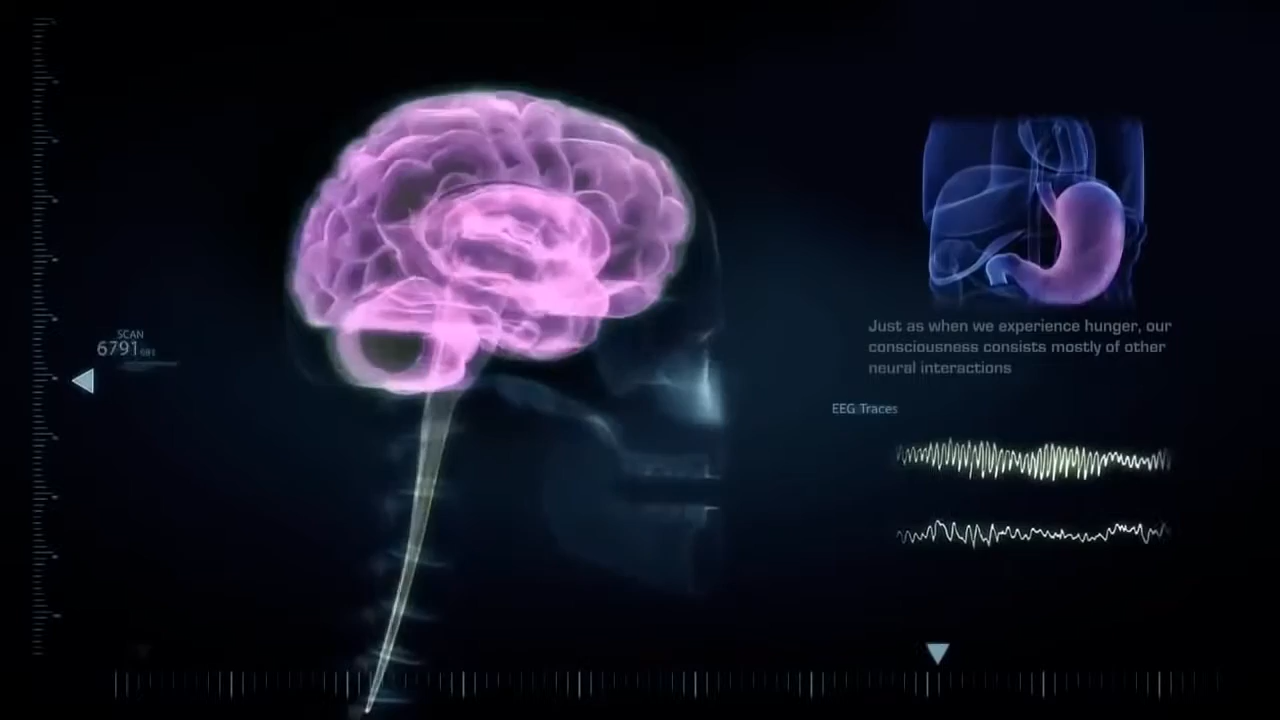 SCAN
6791
Just as when we experience hunger, our
consciousness consists mostly of other
neural interactions
EEG Traces